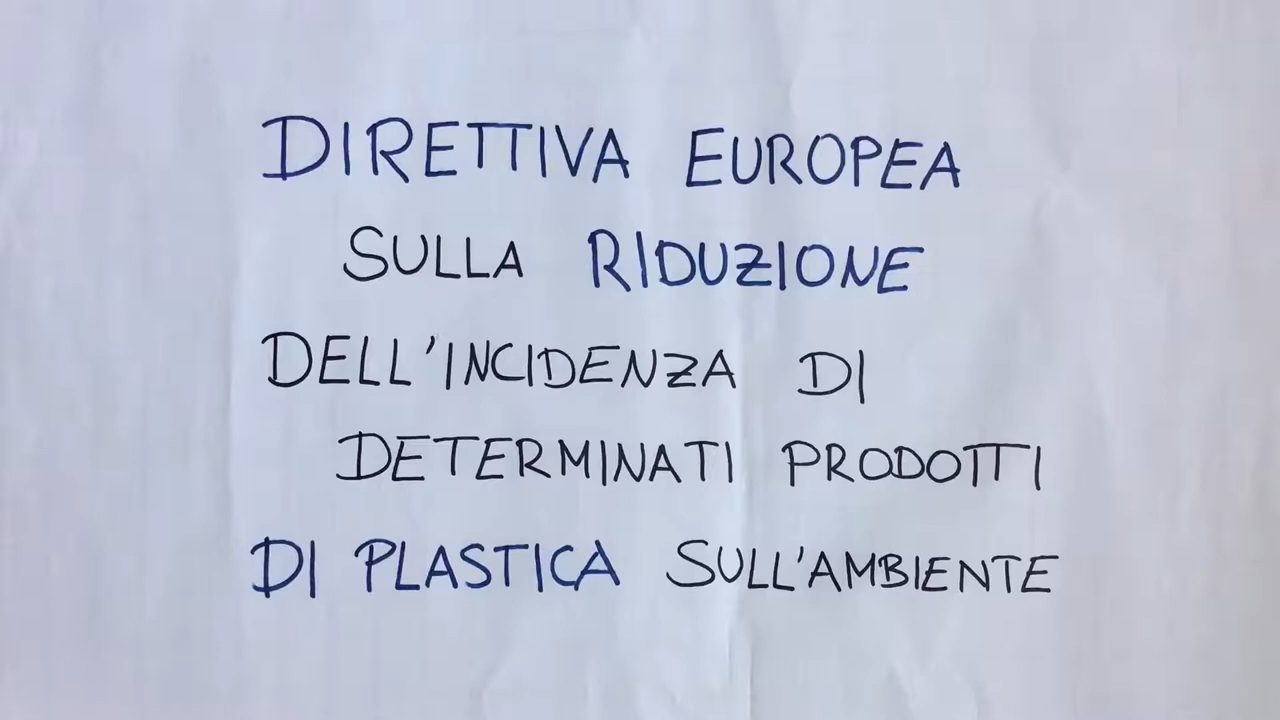 DIRETTIVA EUROPEA
SULLA RIDUZIONE
DELL'INCIDENZA DI
DETERMINATI PRODOTTI
DI PLASTICA SULL'AMBIENTE